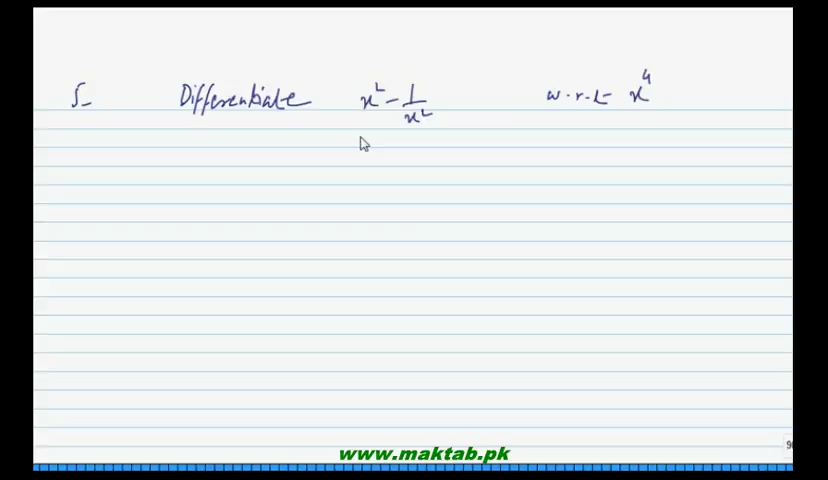 5- Differentiate x² - 1/x² w.r.t x⁴
www.maktab.pk